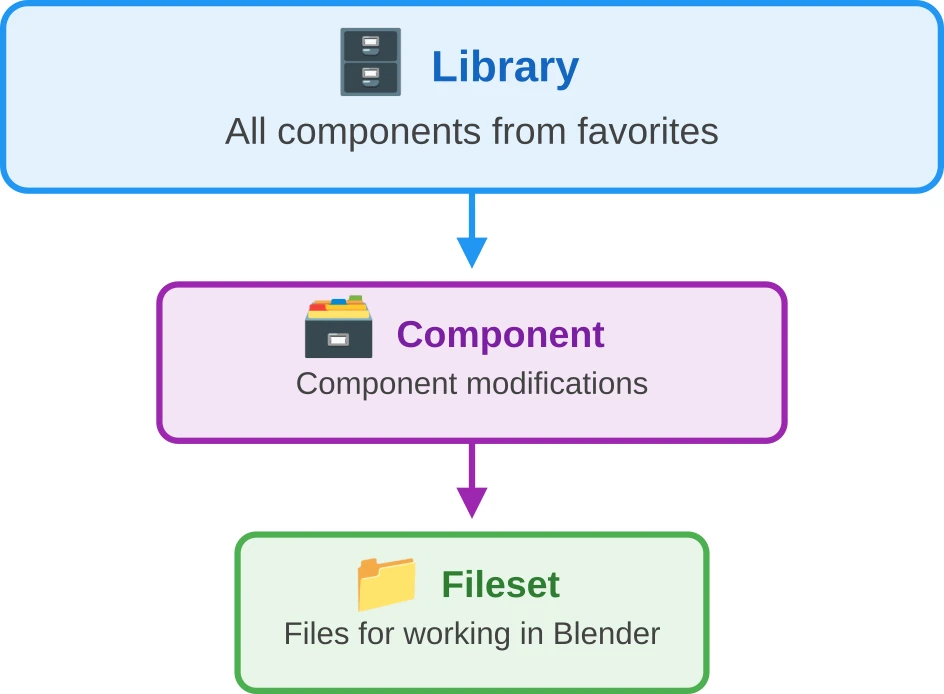 Library
All components from favorites
Component
Component modifications
Fileset
Files for working in Blender